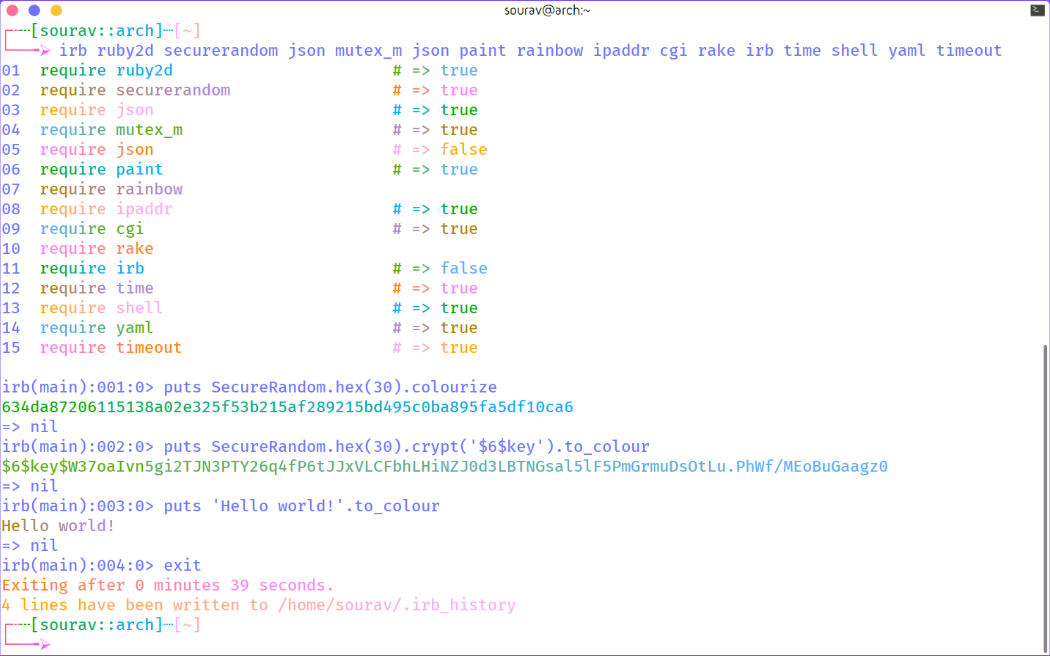 sourav@arch:~
[sourav::arch]--[~]
irb ruby2d securerandom json mutex_m json paint rainbow ipaddr cgi rake irb time shell yaml timeout
01 require ruby2d # => true
02 require securerandom # => true
03 require json # => true
04 require mutex_m # => true
05 require json # => false
06 require paint # => true
07 require rainbow
08 require ipaddr # => true
09 require cgi # => true
10 require rake
11 require irb # => false
12 require time # => true
13 require shell # => true
14 require yaml # => true
15 require timeout # => true
irb(main):001:0> puts SecureRandom.hex(30).colourize
634da87206115138a02e325f53b215af289215bd495c0ba895fa5df10ca6
=> nil
irb(main):002:0> puts SecureRandom.hex(30).crypt('$6$key').to_colour
$6$key$W37oaIvn5gi2TJN3PTY26q4fP6tJJxVLCFbhLHiNZJ0d3LBTNGsal5lF5PmGrmuDsOtLu.PhWf/MEoBuGaagz0
=> nil
irb(main):003:0> puts 'Hello world!'.to_colour
Hello world!
=> nil
irb(main):004:0> exit
Exiting after 0 minutes 39 seconds.
4 lines have been written to /home/sourav/.irb_history
[sourav::arch]--[~]